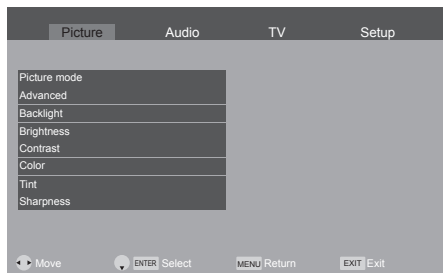 Picture Audio TV Setup
Picture mode
Advanced
Backlight
Brightness
Contrast
Color
Tint
Sharpness
Move ENTER Select MENU Return EXIT Exit